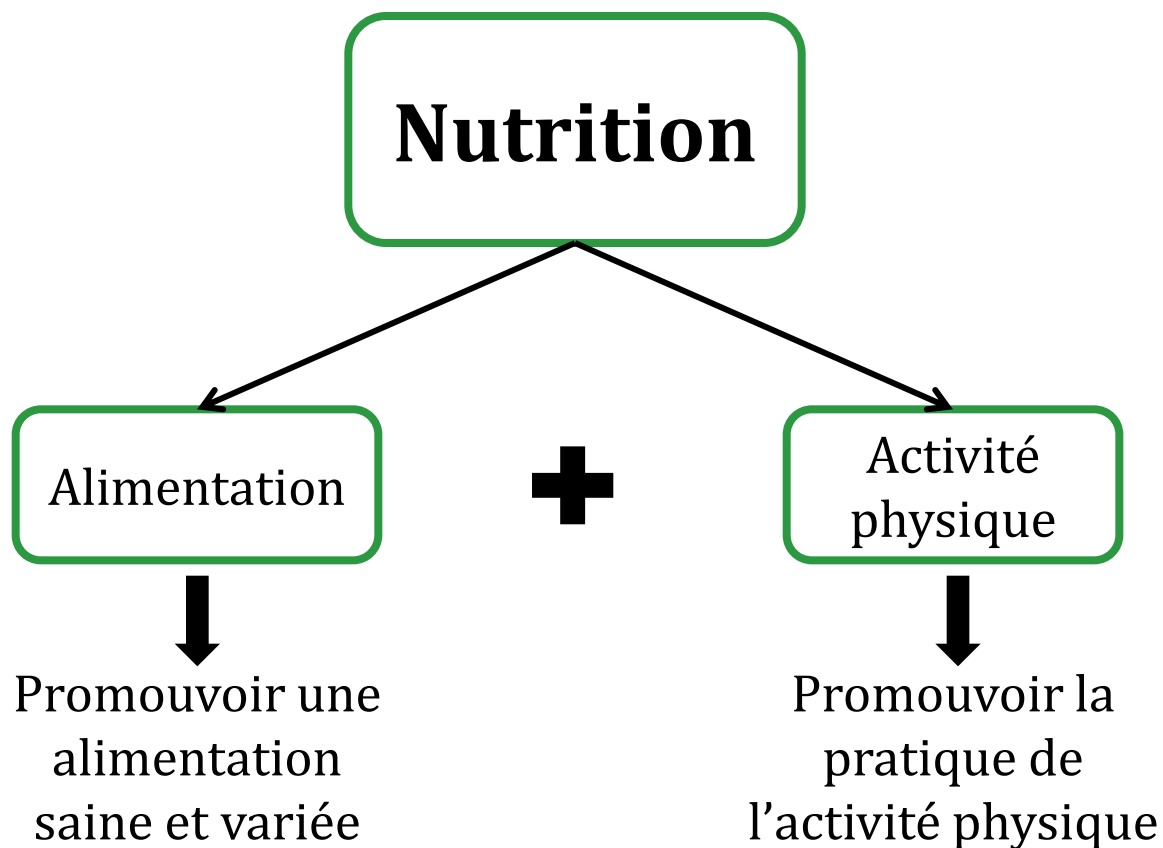 Nutrition
Alimentation
Activité
physique
Promouvoir une
alimentation
saine et variée
Promouvoir la
pratique de
l’activité physique